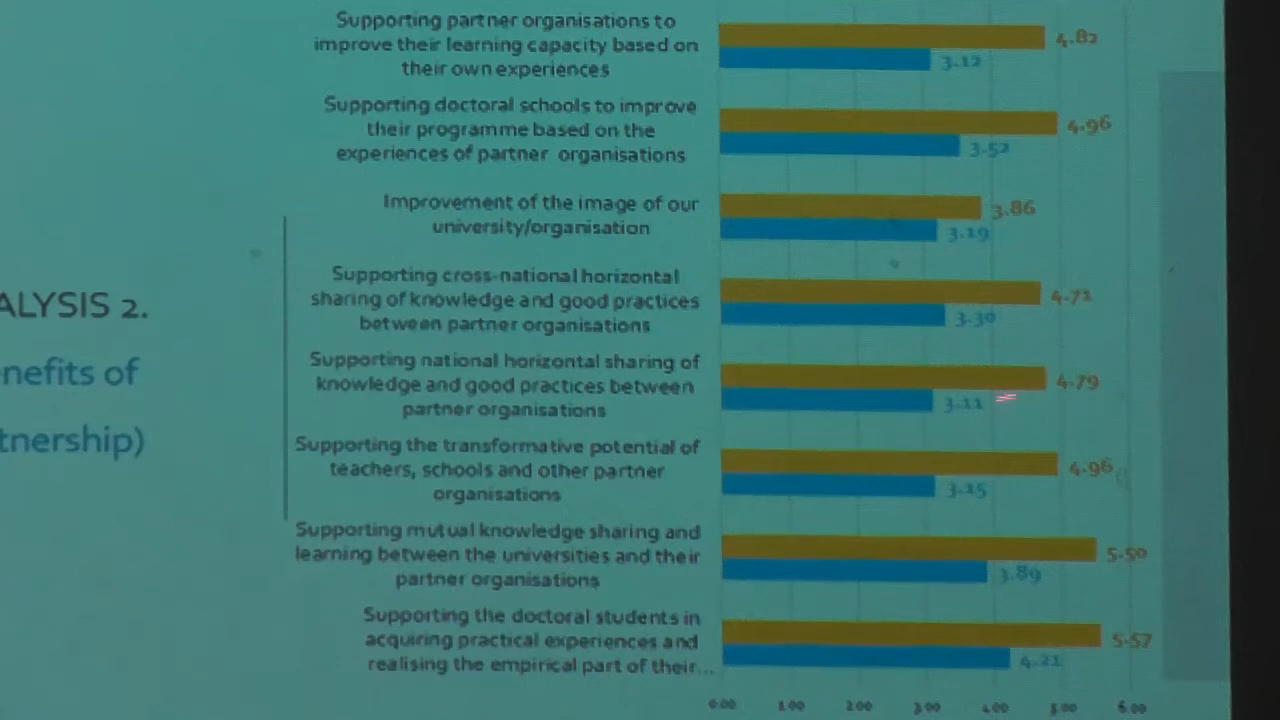 ALYSIS 2.
nefits of
tnership)
Supporting partner organisations to
improve their learning capacity based on
their own experiences
4.82
3.12
Supporting doctoral schools to improve
their programme based on the
experiences of partner organisations
4.96
3.52
Improvement of the image of our
university/organisation
3.86
3.19
Supporting cross-national horizontal
sharing of knowledge and good practices
between partner organisations
4.71
3.30
Supporting national horizontal sharing of
knowledge and good practices between
partner organisations
4.79
3.11
Supporting the transformative potential of
teachers, schools and other partner
organisations
4.96
3.15
Supporting mutual knowledge sharing and
learning between the universities and their
partner organisations
5.50
3.89
Supporting the doctoral students in
acquiring practical experiences and
realising the empirical part of their...
5.57
4.21
0.00 1.00 2.00 3.00 4.00 5.00 6.00